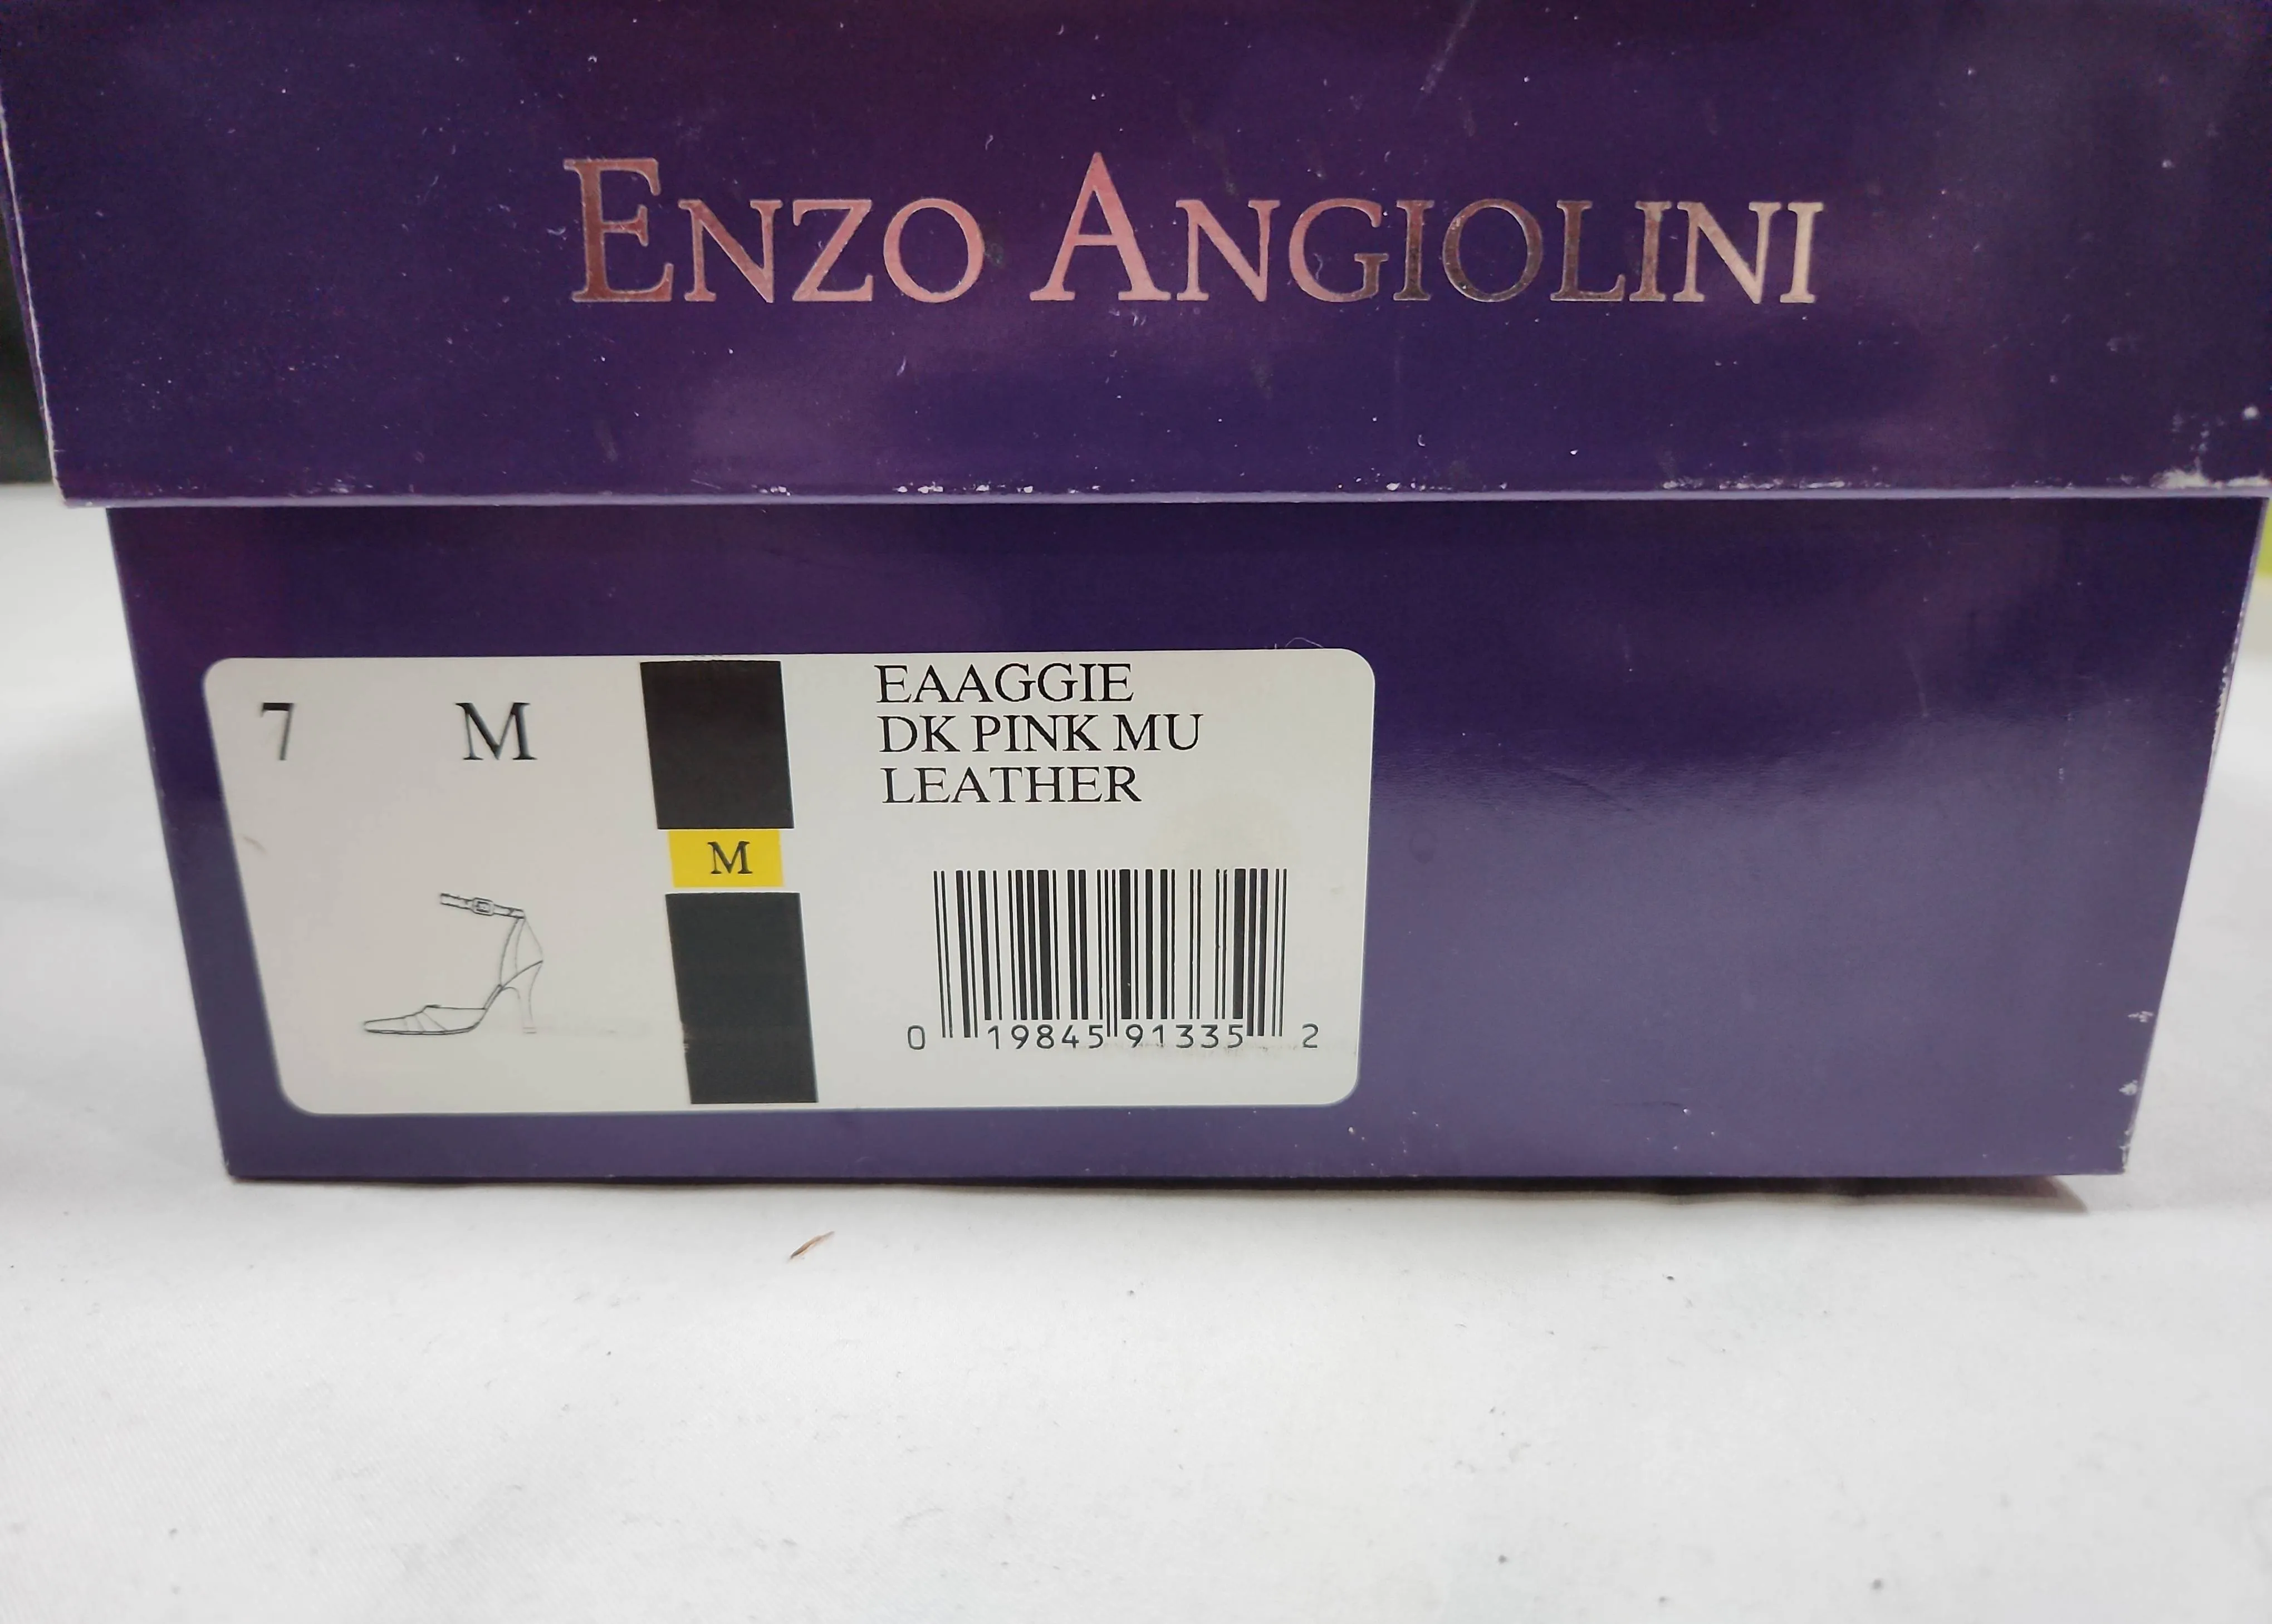 ENZO ANGIOLINI
7 M
EAAGGIE
DK PINK MU
LEATHER
M
0 19845 91335 2